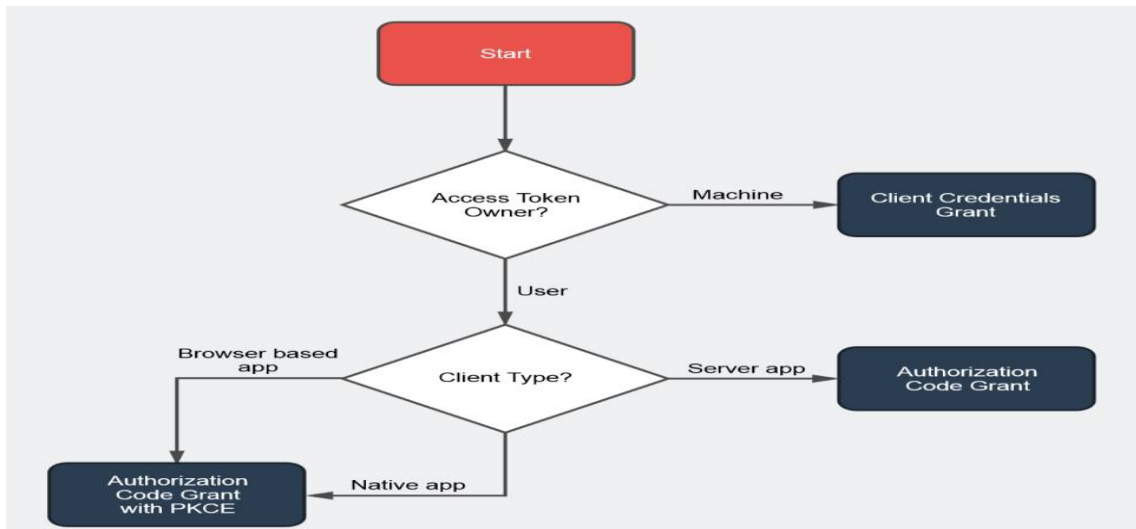 Start
Access Token
Owner?
Machine
Client Credentials
Grant
User
Browser based
app
Client Type?
Server app
Authorization
Code Grant
Authorization
Code Grant
with PKCE
Native app